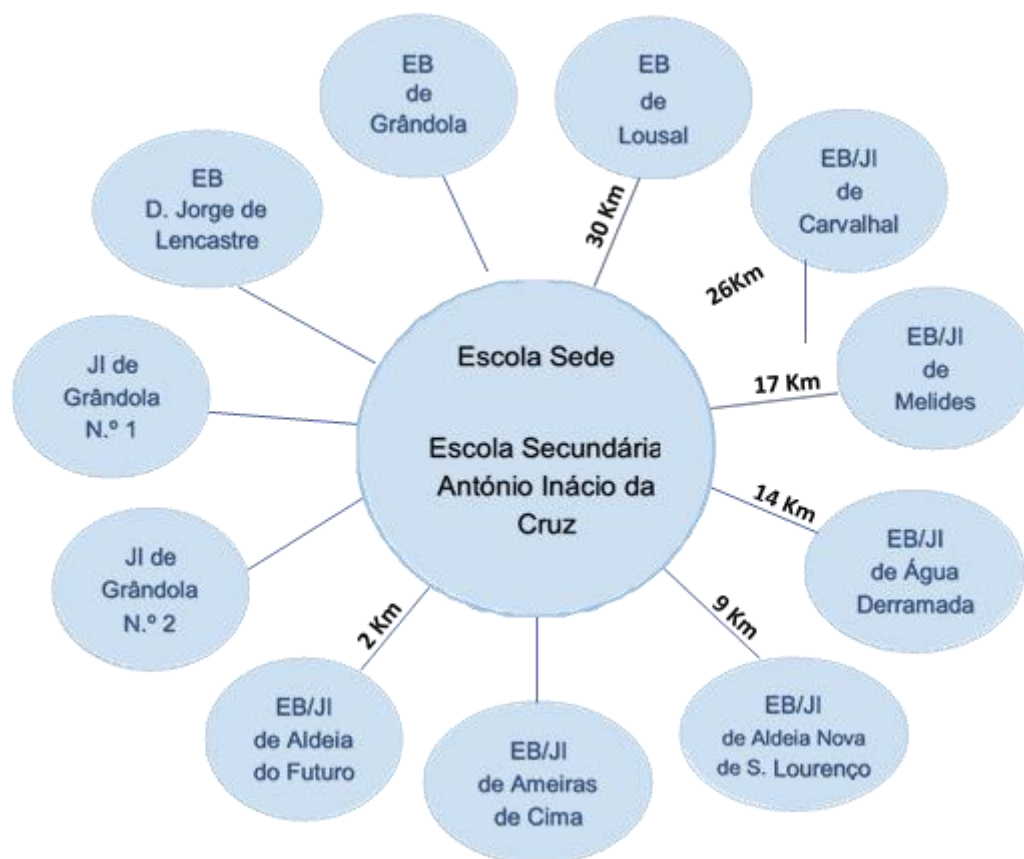 EB
de
Grândola
EB
de
Lousal
EB/JI
de
Carvalhal
EB
D. Jorge de
Lencastre
30 Km
26Km
EB/JI
de
Melides
17 Km
JI de
Grândola
N.º 1
Escola Sede
Escola Secundária
António Inácio da
Cruz
14 Km
EB/JI
de Água
Derramada
JI de
Grândola
N.º 2
2 Km
9 Km
EB/JI
de Aldeia
do Futuro
EB/JI
de Ameiras
de Cima
EB/JI
de Aldeia Nova
de S. Lourenço